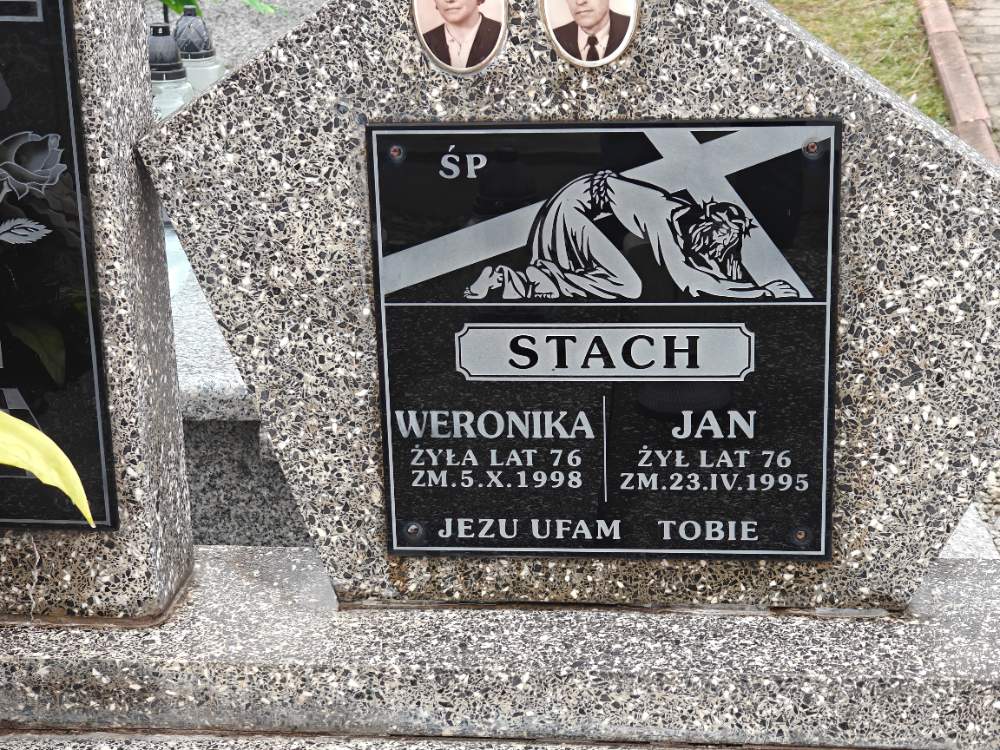 ŚP
STACH
WERONIKA
ŻYŁA LAT 76
ZM.5.X.1998
JAN
ŻYŁ LAT 76
ZM.23.IV.1995
JEZU UFAM TOBIE